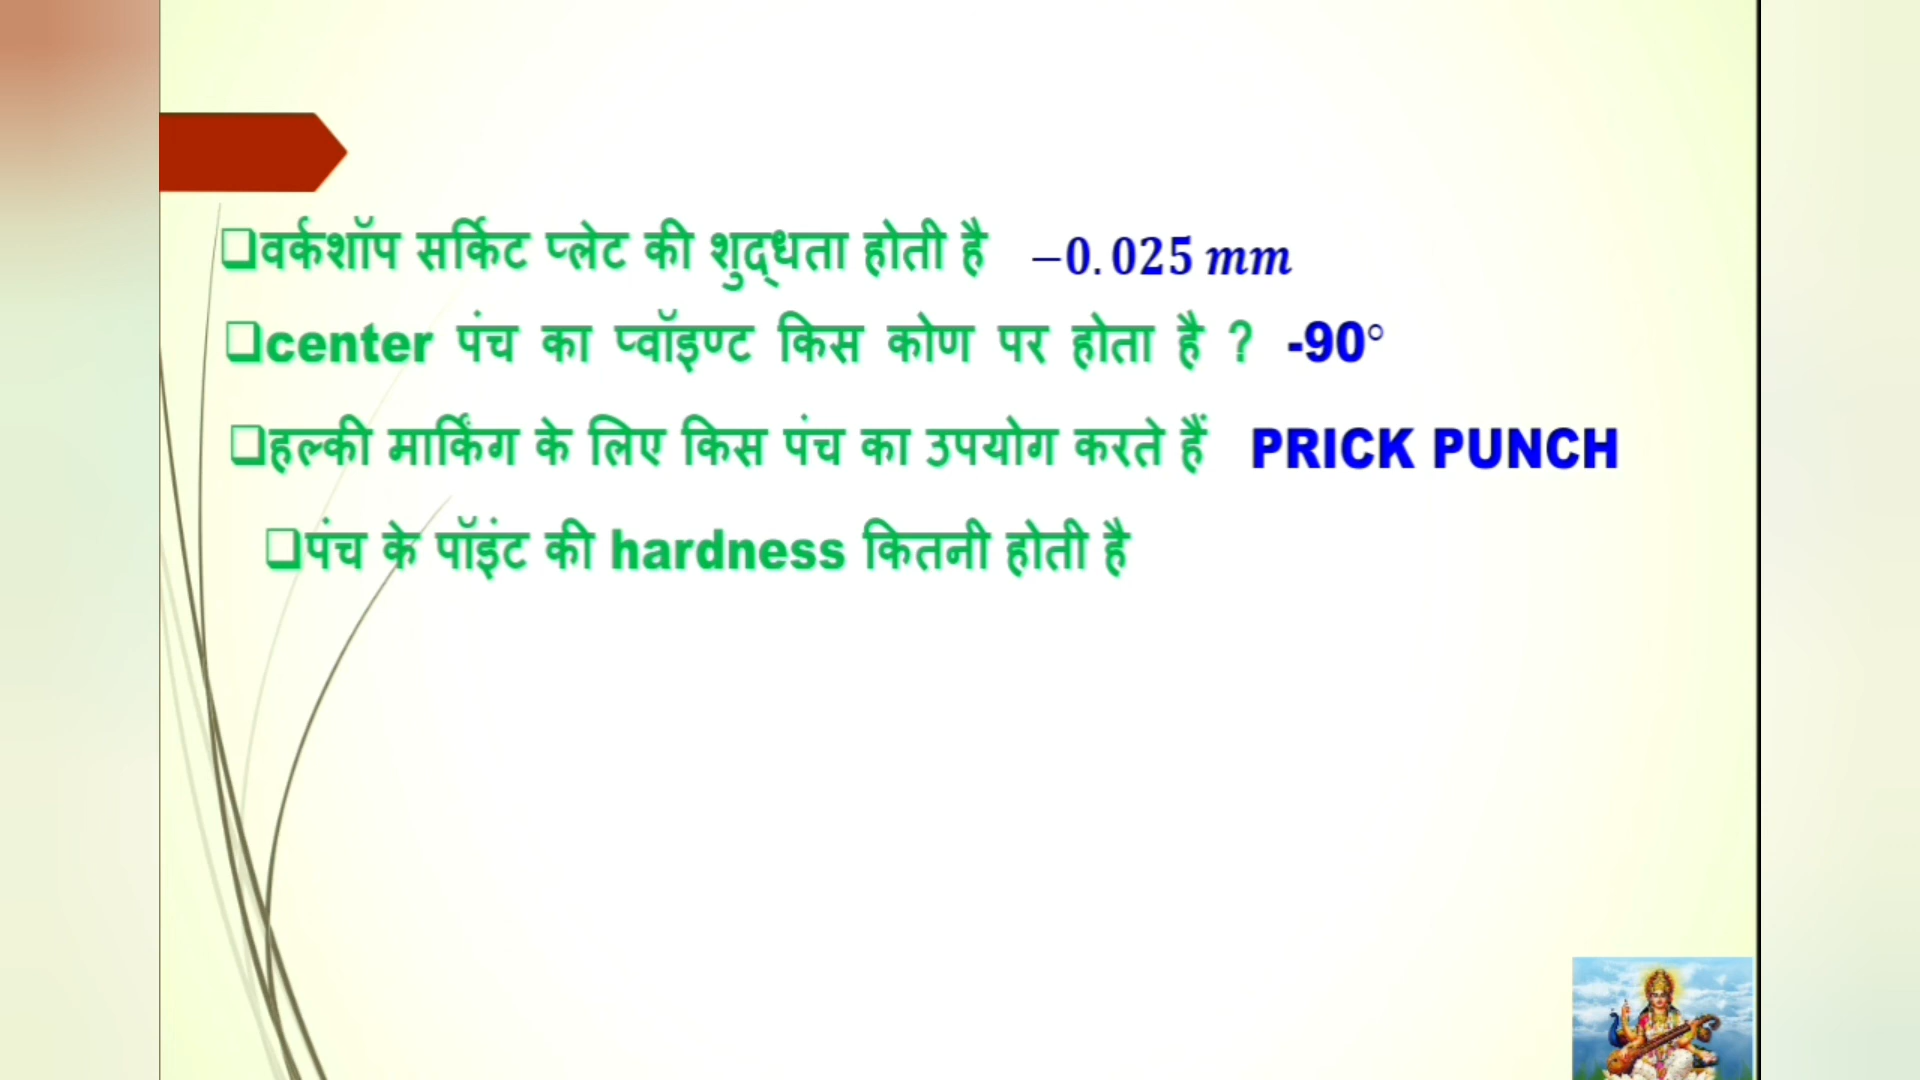 ❑वर्कशॉप सर्किट प्लेट की शुद्धता होती है −0.025 mm
❑center पंच का प्वॉइण्ट किस कोण पर होता है ? -90°
❑हल्की मार्किंग के लिए किस पंच का उपयोग करते हैं PRICK PUNCH
❑पंच के पॉइंट की hardness कितनी होती है